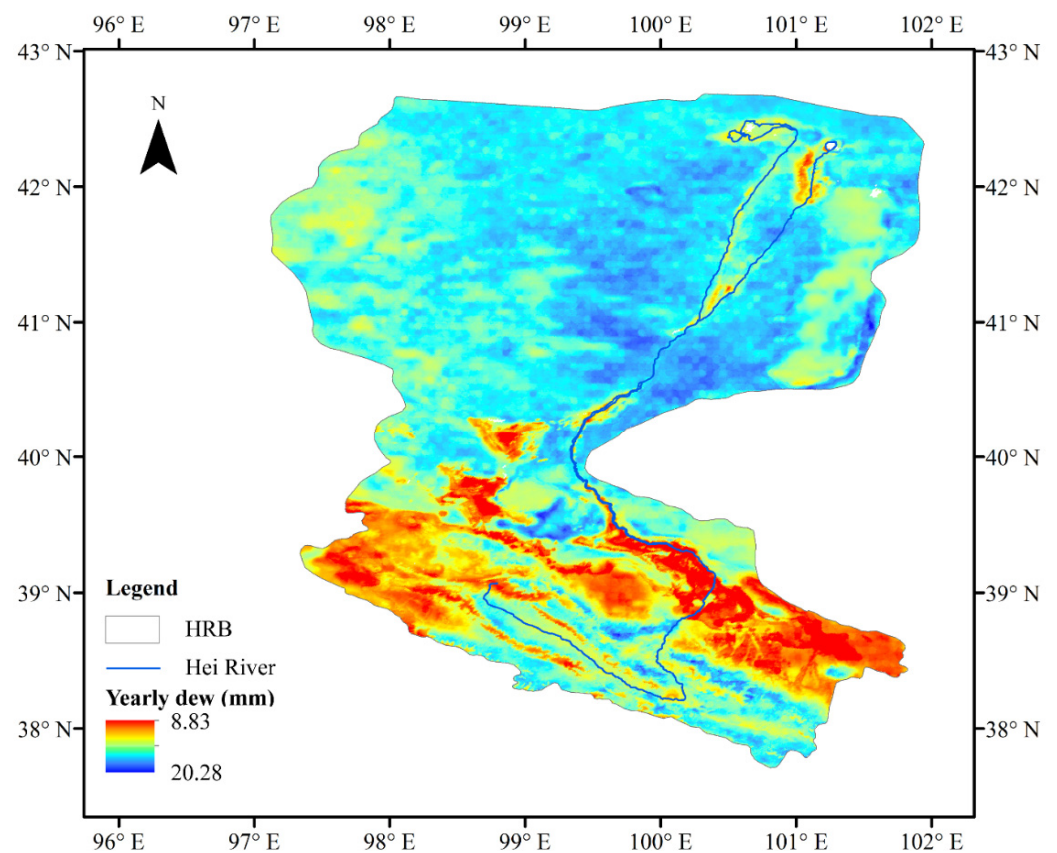 96° E 97° E 98° E 99° E 100° E 101° E 102° E
43° N 43° N
N
42° N 42° N
41° N 41° N
40° N 40° N
39° N 39° N
Legend
HRB
Hei River
Yearly dew (mm)
8.83
38° N 38° N
20.28
96° E 97° E 98° E 99° E 100° E 101° E 102° E